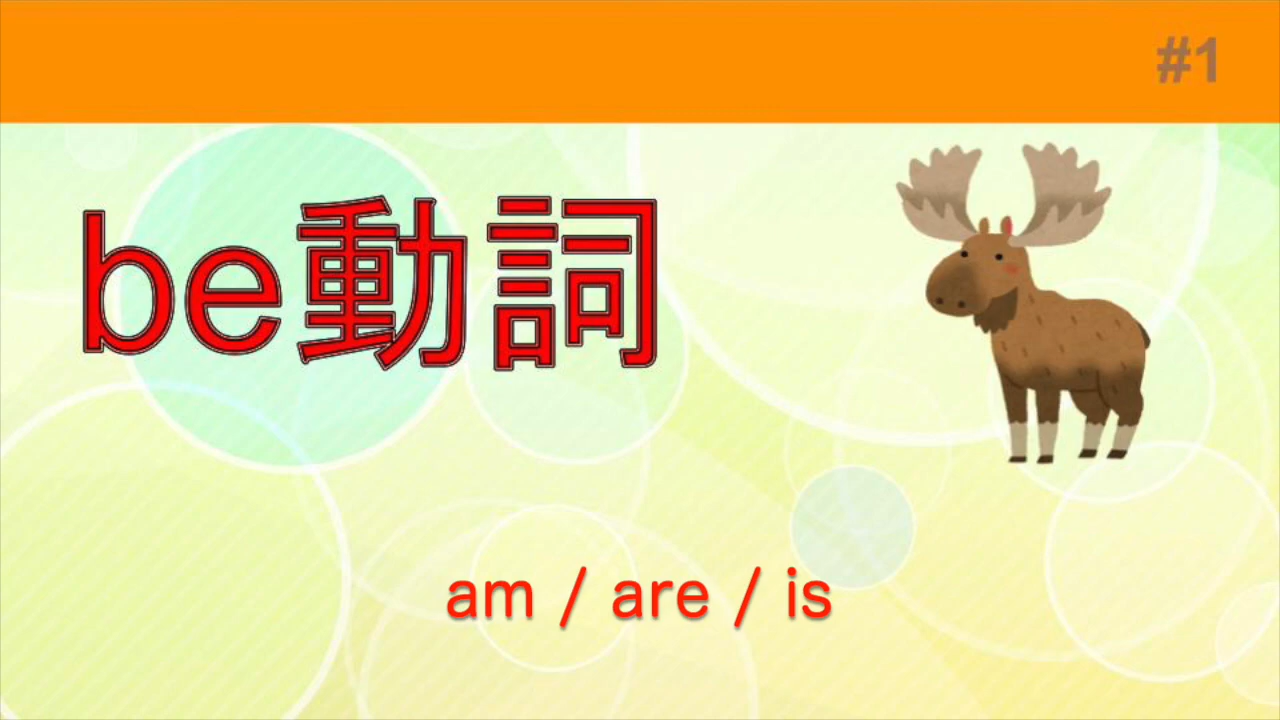 #1
be動詞
am / are / is